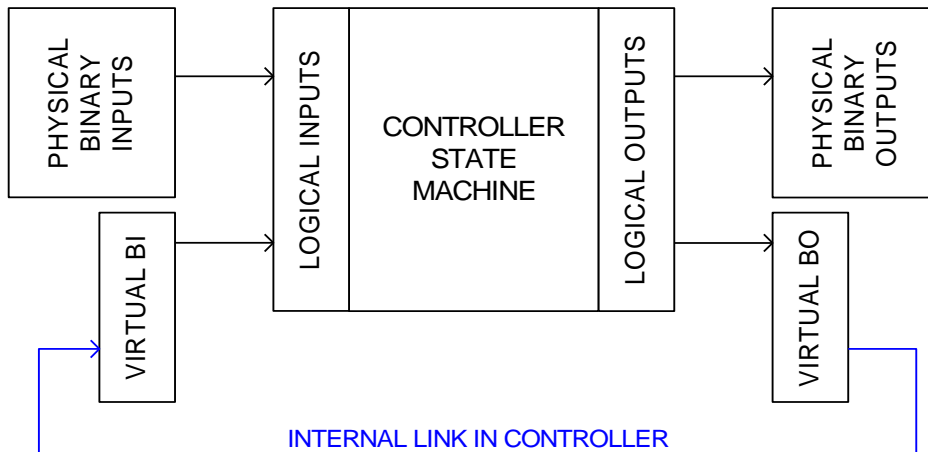 PHYSICAL
BINARY
INPUTS
LOGICAL INPUTS
CONTROLLER
STATE
MACHINE
LOGICAL OUTPUTS
PHYSICAL
BINARY
OUTPUTS
VIRTUAL BI
VIRTUAL BO
INTERNAL LINK IN CONTROLLER